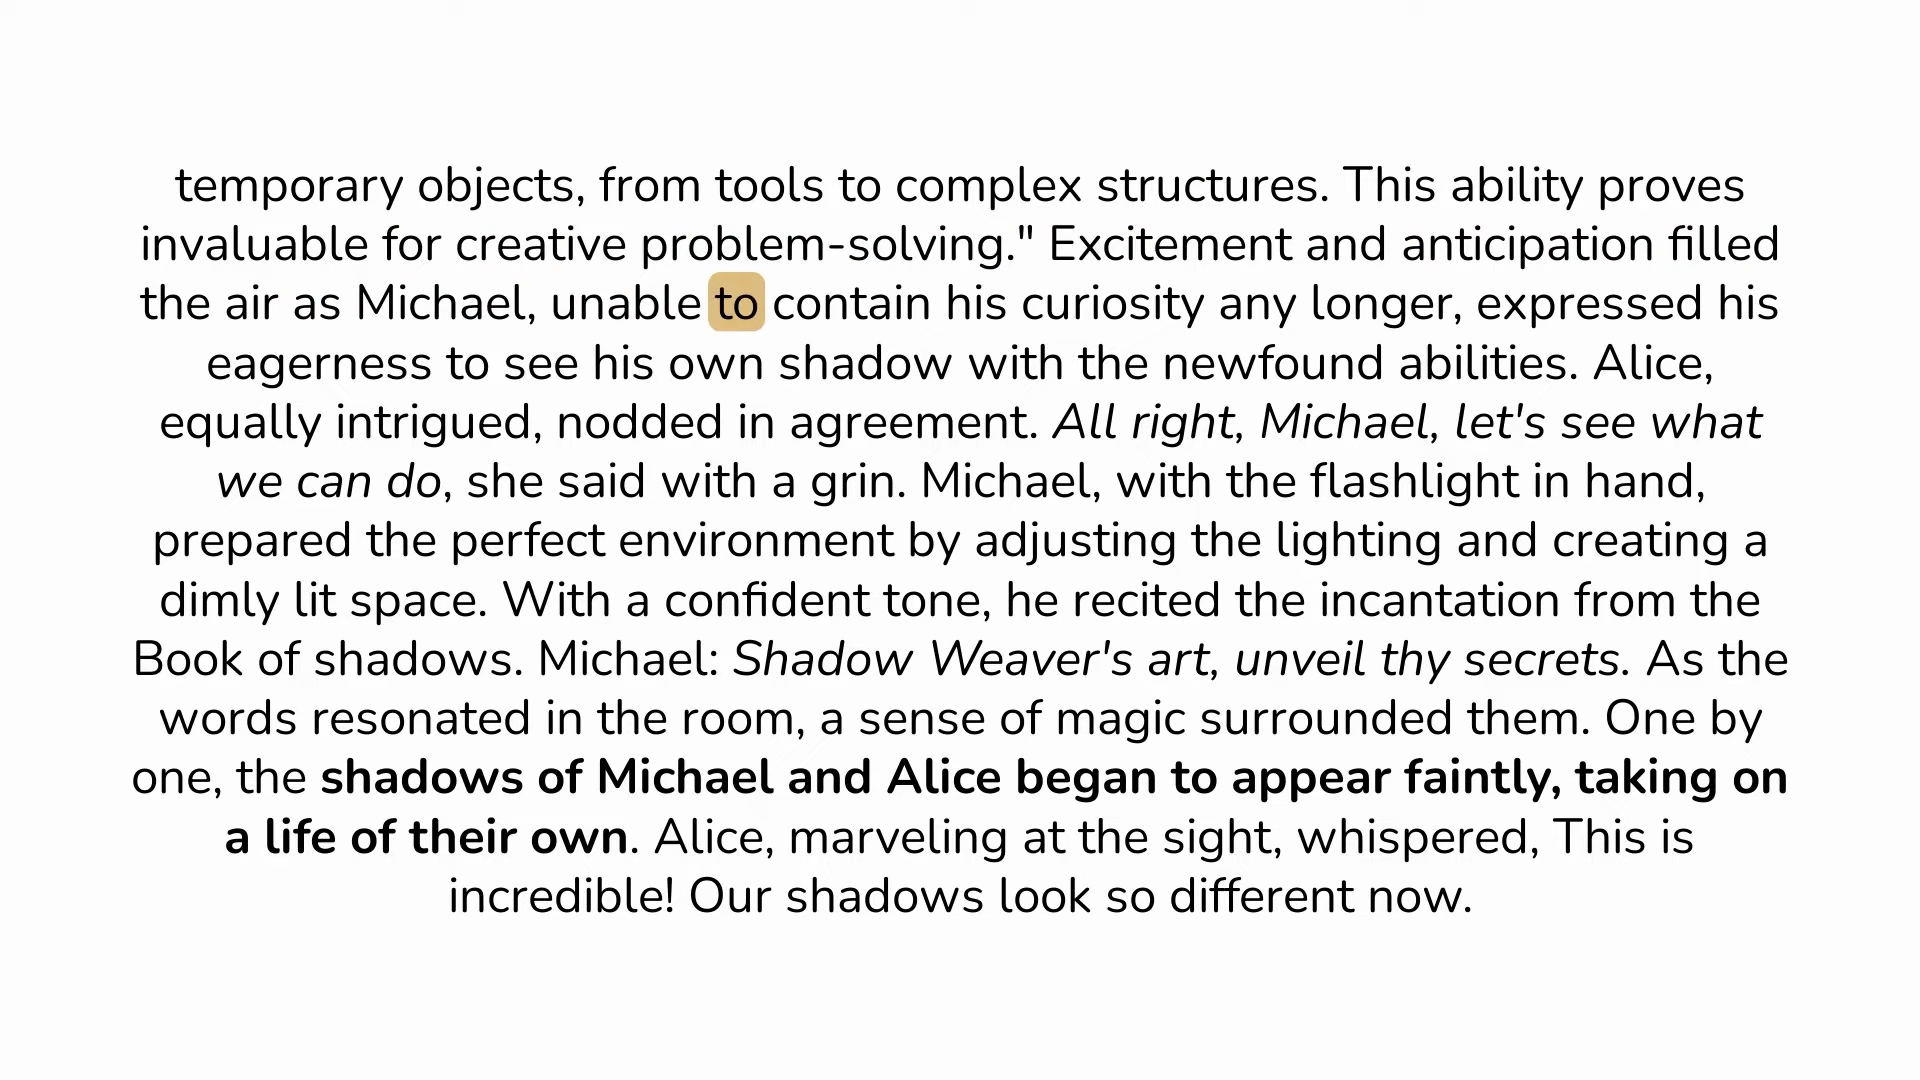 temporary objects, from tools to complex structures. This ability proves
invaluable for creative problem-solving." Excitement and anticipation filled
the air as Michael, unable to contain his curiosity any longer, expressed his
eagerness to see his own shadow with the newfound abilities. Alice,
equally intrigued, nodded in agreement. All right, Michael, let's see what
we can do, she said with a grin. Michael, with the flashlight in hand,
prepared the perfect environment by adjusting the lighting and creating a
dimly lit space. With a confident tone, he recited the incantation from the
Book of shadows. Michael: Shadow Weaver's art, unveil thy secrets. As the
words resonated in the room, a sense of magic surrounded them. One by
one, the shadows of Michael and Alice began to appear faintly, taking on
a life of their own. Alice, marveling at the sight, whispered, This is
incredible! Our shadows look so different now.